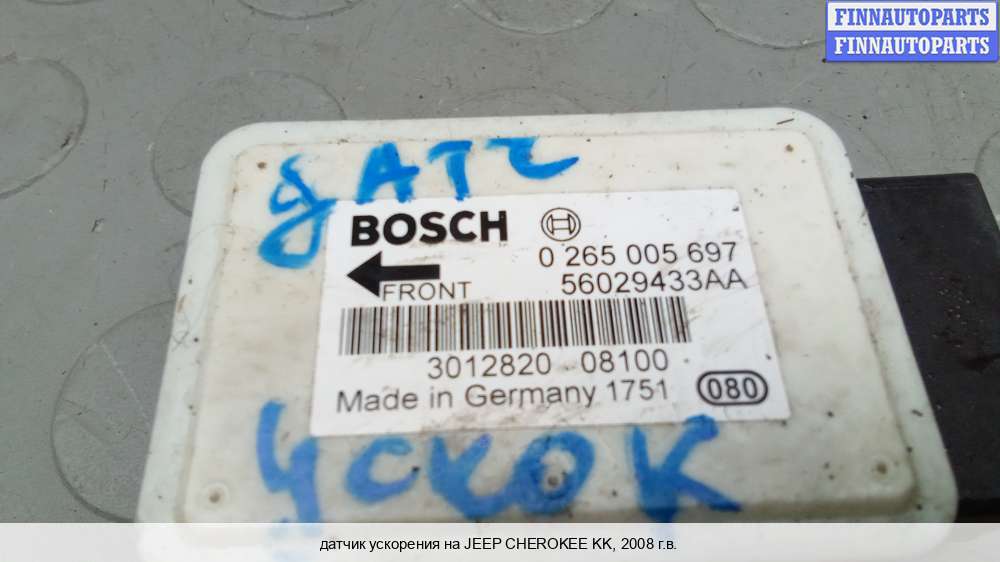 FINNAUTOPARTS
FINNAUTOPARTS
ДАТЧ
BOSCH
0 265 005 697
56029433AA
FRONT
3012820 08100
Made in Germany 1751 080
УСКОК
датчик ускорения на JEEP CHEROKEE KK, 2008 г.в.